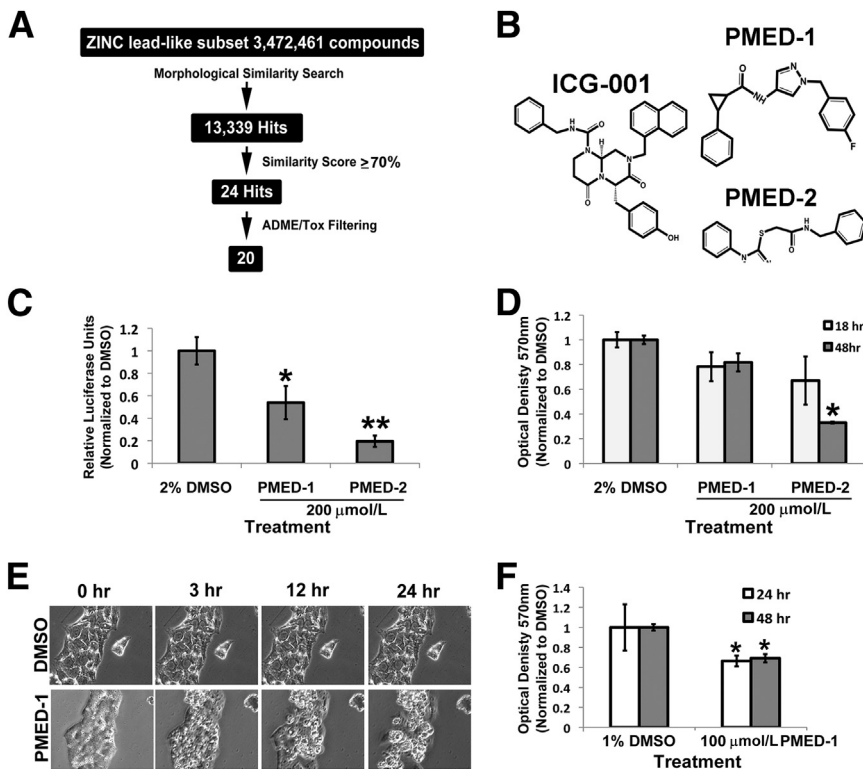 A
ZINC lead-like subset 3,472,461 compounds
Morphological Similarity Search
13,339 Hits
Similarity Score ≥70%
24 Hits
ADME/Tox Filtering
20
B
ICG-001
PMED-1
PMED-2
O
NH
N
N
F
H
N
O
N
H
N
N
O
O
OH
S
H
N
O
N
C
Relative Luciferase Units
(Normalized to DMSO)
1.2
1
0.8
0.6
0.4
0.2
0
*
**
2% DMSO
PMED-1
PMED-2
200 μmol/L
Treatment
D
Optical Denisty 570nm
(Normalized to DMSO)
1.2
1
0.8
0.6
0.4
0.2
0
18 hr
48hr
*
2% DMSO
PMED-1
PMED-2
200 μmol/L
Treatment
E
0 hr
3 hr
12 hr
24 hr
DMSO
PMED-1
F
Optical Denisty 570nm
(Normalized to DMSO)
1.4
1.2
1
0.8
0.6
0.4
0.2
0
24 hr
48 hr
*
*
1% DMSO
100 μmol/L PMED-1
Treatment